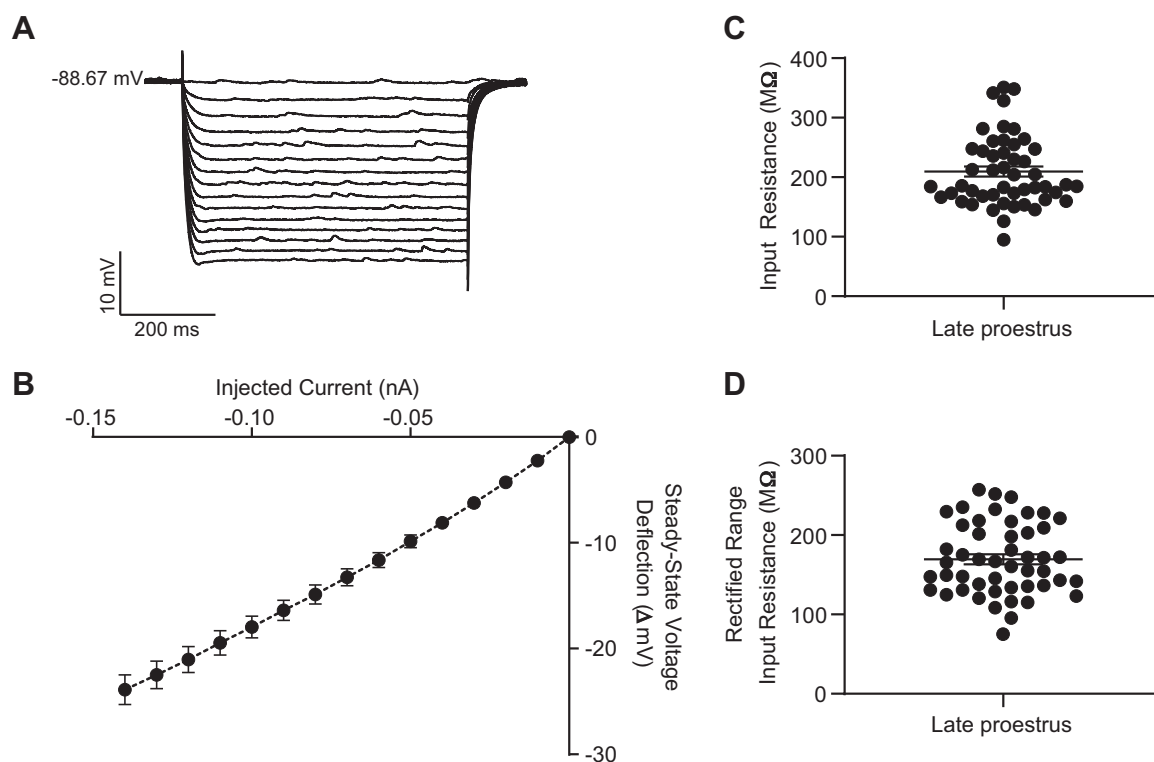 A
-88.67 mV
10 mV
200 ms
B
Injected Current (nA)
-0.15
-0.10
-0.05
0
-10
-20
-30
Steady-State Voltage
Deflection (Δ mV)
C
400
300
200
100
0
Input Resistance (MΩ)
Late proestrus
D
300
200
100
0
Rectified Range
Input Resistance (MΩ)
Late proestrus